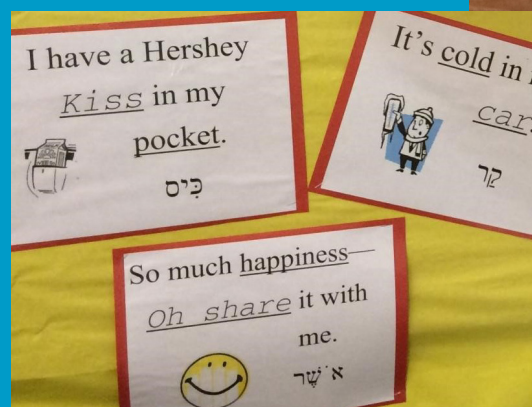 I have a Hershey
Kiss in my
pocket.
כִּיס
It's cold in
car
קַר
So much happiness—
Oh share it with
me.
אֹשֶׁר